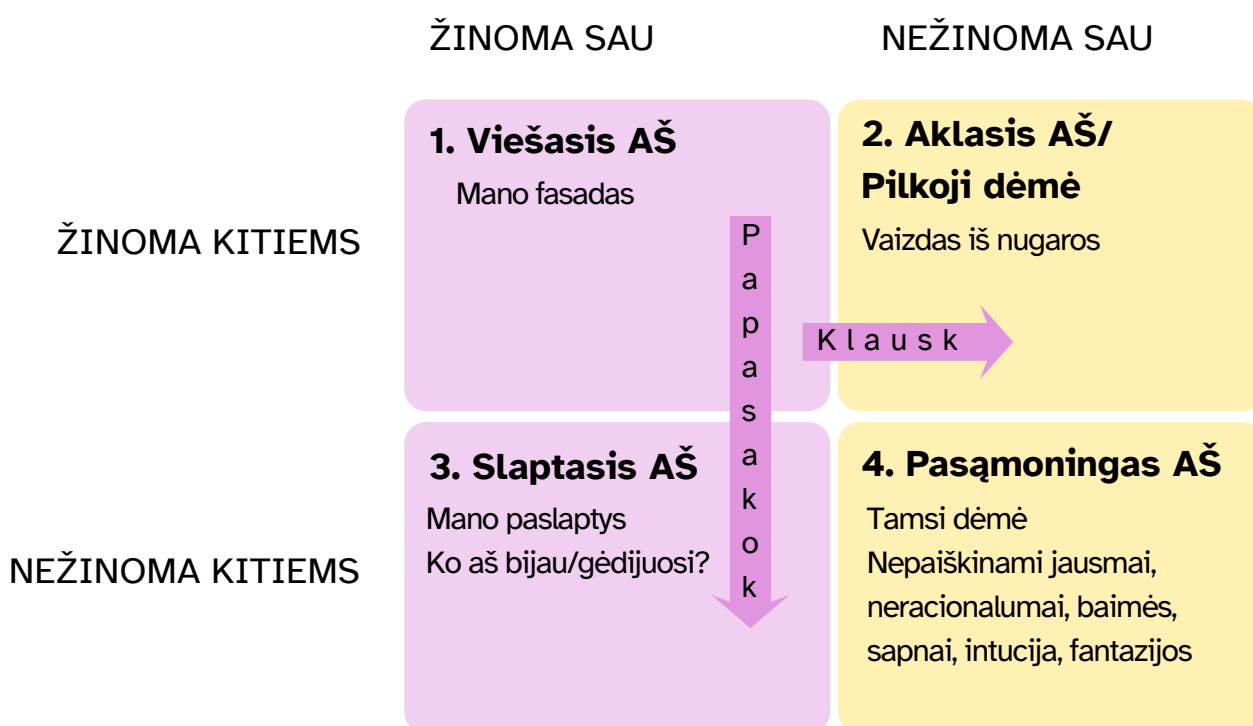 ŽINOMA SAU
NEŽINOMA SAU
ŽINOMA KITIEMS
1. Viešasis AŠ
Mano fasadas
2. Aklasis AŠ/
Pilkoji dėmė
Vaizdas iš nugaros
Papasakok
Klausk
NEŽINOMA KITIEMS
3. Slaptasis AŠ
Mano paslaptys
Ko aš bijau/gėdijuosi?
4. Pasąmoningas AŠ
Tamsi dėmė
Nepaiškinami jausmai,
neracionalumai, baimės,
sapnai, intucija, fantazijos